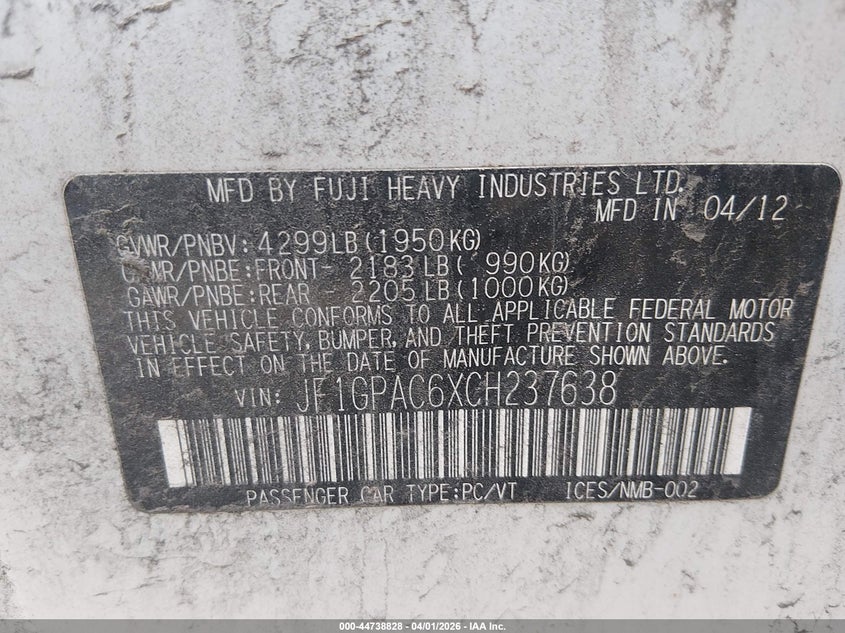 MFD BY FUJI HEAVY INDUSTRIES LTD.
MFD IN 04/12
GVWR/PNBV: 4299LB (1950KG)
GAWR/PNBE: FRONT- 2183LB ( 990KG)
GAWR/PNBE: REAR - 2205LB (1000KG)
THIS VEHICLE CONFORMS TO ALL APPLICABLE FEDERAL MOTOR
VEHICLE SAFETY, BUMPER, AND THEFT PREVENTION STANDARDS
IN EFFECT ON THE DATE OF MANUFACTURE SHOWN ABOVE.
VIN: JF1GPAC6XCH237638
PASSENGER CAR TYPE: PC/VT ICES/NMB-002
000-44738828 | 04/01/2026 - IAA Inc.